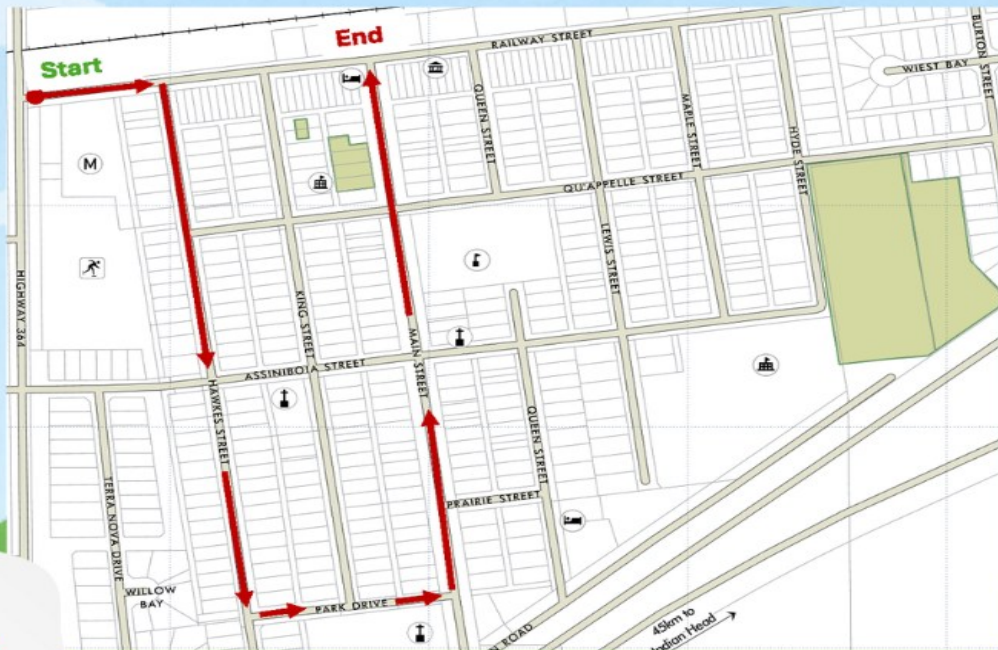 End
Start
RAILWAY STREET
BURTON STREET
WIEST BAY
M
QUEEN STREET
MAPLE STREET
HYDE STREET
QU'APPELLE STREET
HIGHWAY 364
KING STREET
LEWIS STREET
MAIN STREET
ASSINIBOIA STREET
HAWKES STREET
QUEEN STREET
TERRA NOVA DRIVE
PRAIRIE STREET
WILLOW
BAY
PARK DRIVE
ROAD
45km to
Indian Head